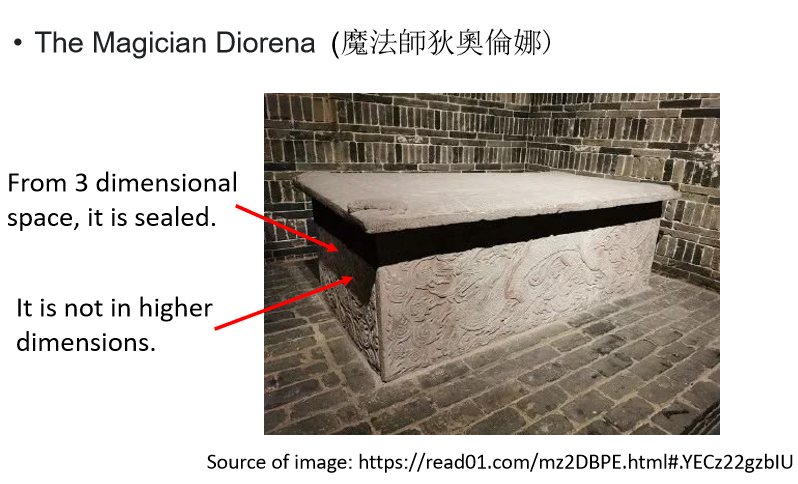 • The Magician Diorena (魔法師狄奧倫娜)
From 3 dimensional
space, it is sealed.
It is not in higher
dimensions.
Source of image: https://read01.com/mz2DBPE.html#.YECz22gzbIU